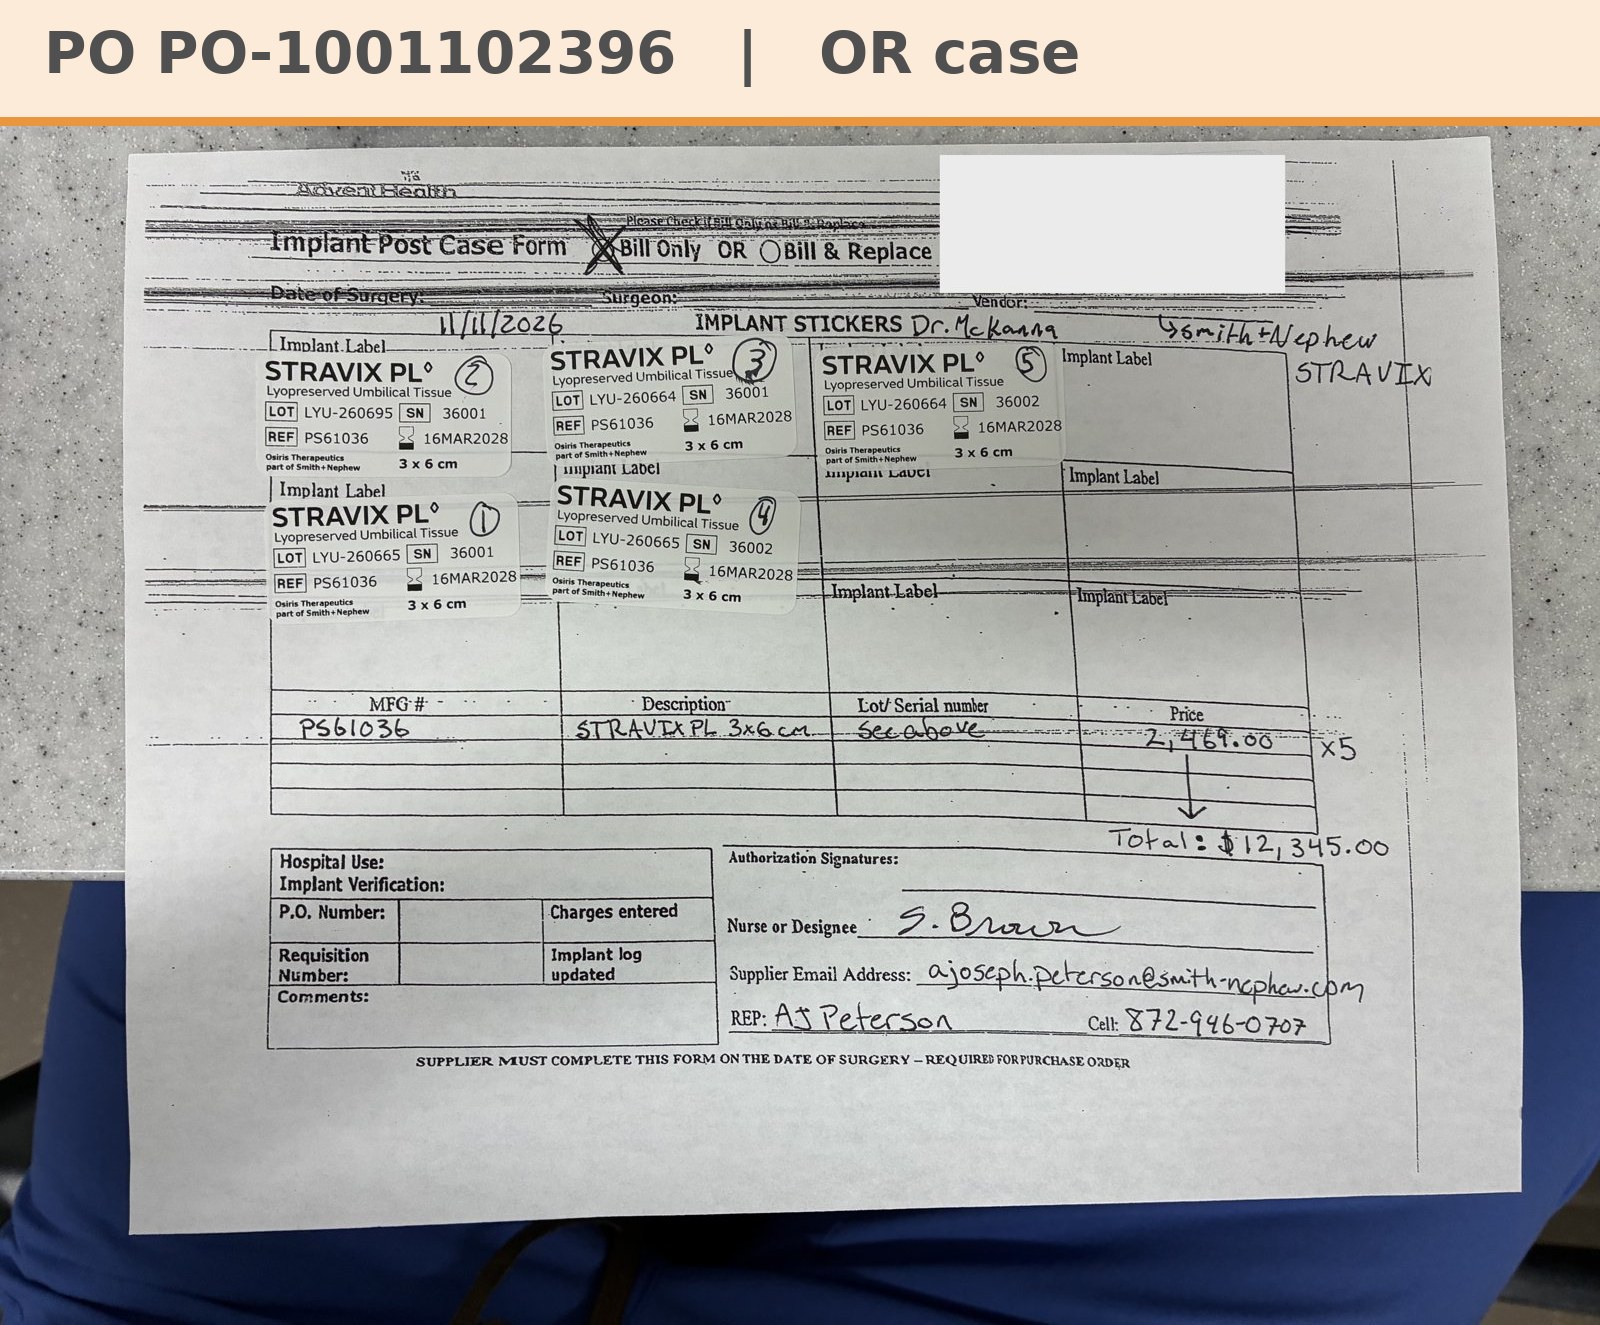 PO PO-1001102396 | OR case
AdventHealth
Please Check if Bill Only or Bill & Replace
Implant Post Case Form Bill Only OR Bill & Replace
Date of Surgery: Surgeon: Vendor:
11/11/2026 IMPLANT STICKERS Dr. McKanna smith+Nephew
STRAVIX
Implant Label
STRAVIX PL◊ 2
Lyopreserved Umbilical Tissue
LOT LYU-260695 SN 36001
REF PS61036 16MAR2028
Osiris Therapeutics
part of Smith+Nephew 3 x 6 cm
STRAVIX PL◊ 3
Lyopreserved Umbilical Tissue
LOT LYU-260664 SN 36001
REF PS61036 16MAR2028
Osiris Therapeutics
part of Smith+Nephew 3 x 6 cm
STRAVIX PL◊ 5
Lyopreserved Umbilical Tissue
LOT LYU-260664 SN 36002
REF PS61036 16MAR2028
Osiris Therapeutics
part of Smith+Nephew 3 x 6 cm
Implant Label
Implant Label
STRAVIX PL◊ 1
Lyopreserved Umbilical Tissue
LOT LYU-260665 SN 36001
REF PS61036 16MAR2028
Osiris Therapeutics
part of Smith+Nephew 3 x 6 cm
Implant Label
STRAVIX PL◊ 4
Lyopreserved Umbilical Tissue
LOT LYU-260665 SN 36002
REF PS61036 16MAR2028
Osiris Therapeutics
part of Smith+Nephew 3 x 6 cm
Implant Label
Implant Label
Implant Label
Implant Label
MFG # Description Lot/ Serial number Price
PS61036 STRAVIX PL 3x6 cm see above 2,469.00 x5
Total: $12,345.00
Hospital Use:
Implant Verification:
P.O. Number: Charges entered
Requisition Number: Implant log updated
Comments:
Authorization Signatures:
Nurse or Designee S. Brown
Supplier Email Address: ajoseph.peterson@smith-nephew.com
REP: AJ Peterson Cell: 872-946-0707
SUPPLIER MUST COMPLETE THIS FORM ON THE DATE OF SURGERY – REQUIRED FOR PURCHASE ORDER